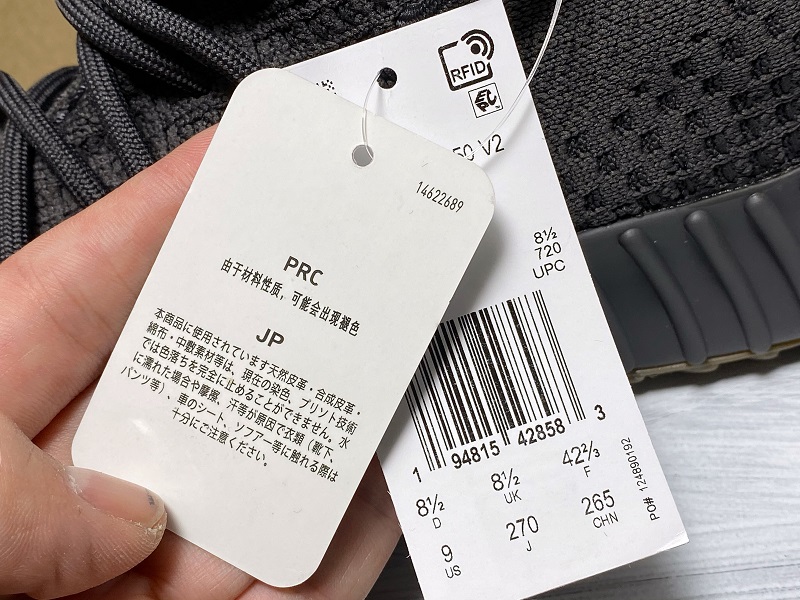 14622689
PRC
由于材料性质，可能会出现褪色
JP
本商品に使用されています天然皮革・合成皮革・
綿布・中敷素材等は、現在の染色、プリント技術
では色落ちを完全に止めることができません。水
に濡れた場合や摩擦、汗等が原因で衣類（靴下、
パンツ等）、車のシート、ソファー等に触れる際は
十分にご注意ください。
RFID
50 V2
8½
720
UPC
1 94815 42858 3
8½
D
8½
UK
42⅔
F
9
US
270
J
265
CHN
PO# 124890192